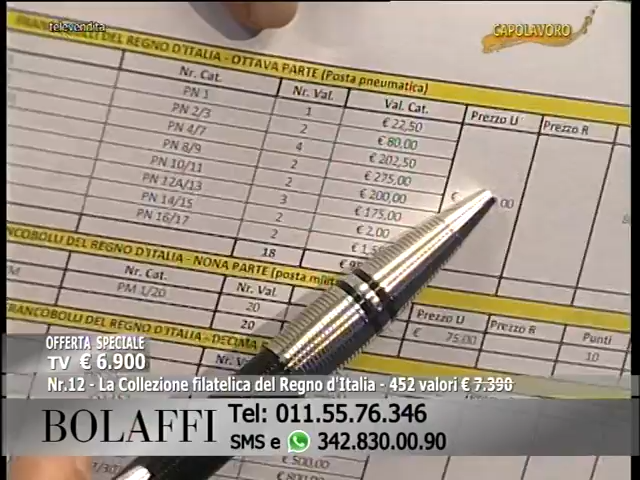 televendita
CAPOLAVORO
FRANCOBOLLI DEL REGNO D'ITALIA - OTTAVA PARTE (Posta pneumatica)
Nr. Cat. Nr. Val. Val. Cat. Prezzo U Prezzo R
PN 1 1 € 22,50
PN 2/3 2 € 80,00
PN 4/7 4 € 202,50
PN 8/9 2 € 275,00
PN 10/11 2 € 200,00
PN 12A/13 3 € 175,00
PN 14/15 2 € 2,00
PN 16/17 2
18
€ 00
FRANCOBOLLI DEL REGNO D'ITALIA - NONA PARTE (posta
Nr. Cat. Nr. Val. Prezzo U Prezzo R Punti
PM 1/20 20 € 75,00 10
20
FRANCOBOLLI DEL REGNO D'ITALIA - DECIMA
OFFERTA SPECIALE
TV € 6.900
Nr.12 - La Collezione filatelica del Regno d'Italia - 452 valori € 7.390
BOLAFFI
Tel: 011.55.76.346
SMS e 342.830.00.90
€ 500,00